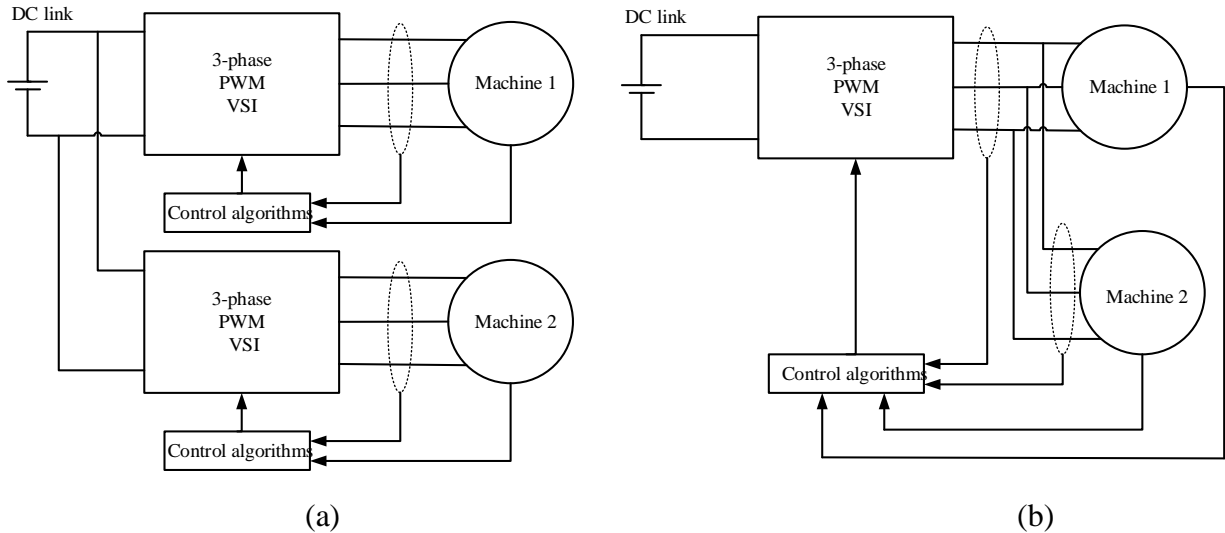 DC link
3-phase
PWM
VSI
Machine 1
Control algorithms
3-phase
PWM
VSI
Machine 2
Control algorithms
(a)
DC link
3-phase
PWM
VSI
Machine 1
Machine 2
Control algorithms
(b)